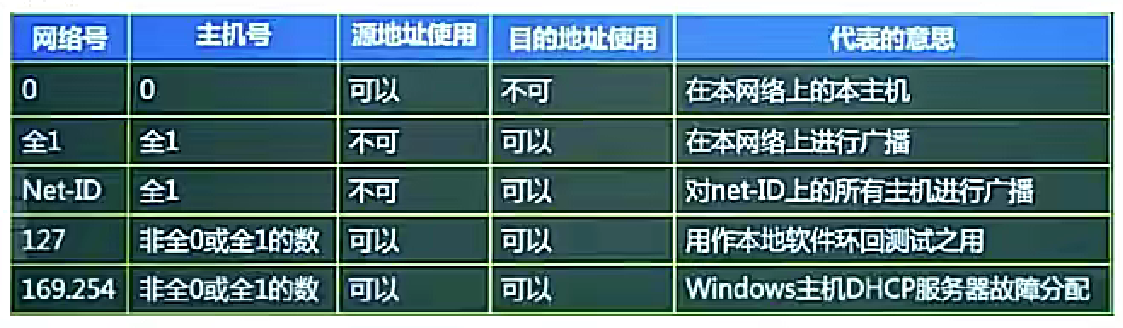 网络号 主机号 源地址使用 目的地址使用 代表的意思
0 0 可以 不可 在本网络上的本主机
全1 全1 不可 可以 在本网络上进行广播
Net-ID 全1 不可 可以 对net-ID上的所有主机进行广播
127 非全0或全1的数 可以 可以 用作本地软件环回测试之用
169.254 非全0或全1的数 可以 可以 Windows主机DHCP服务器故障分配